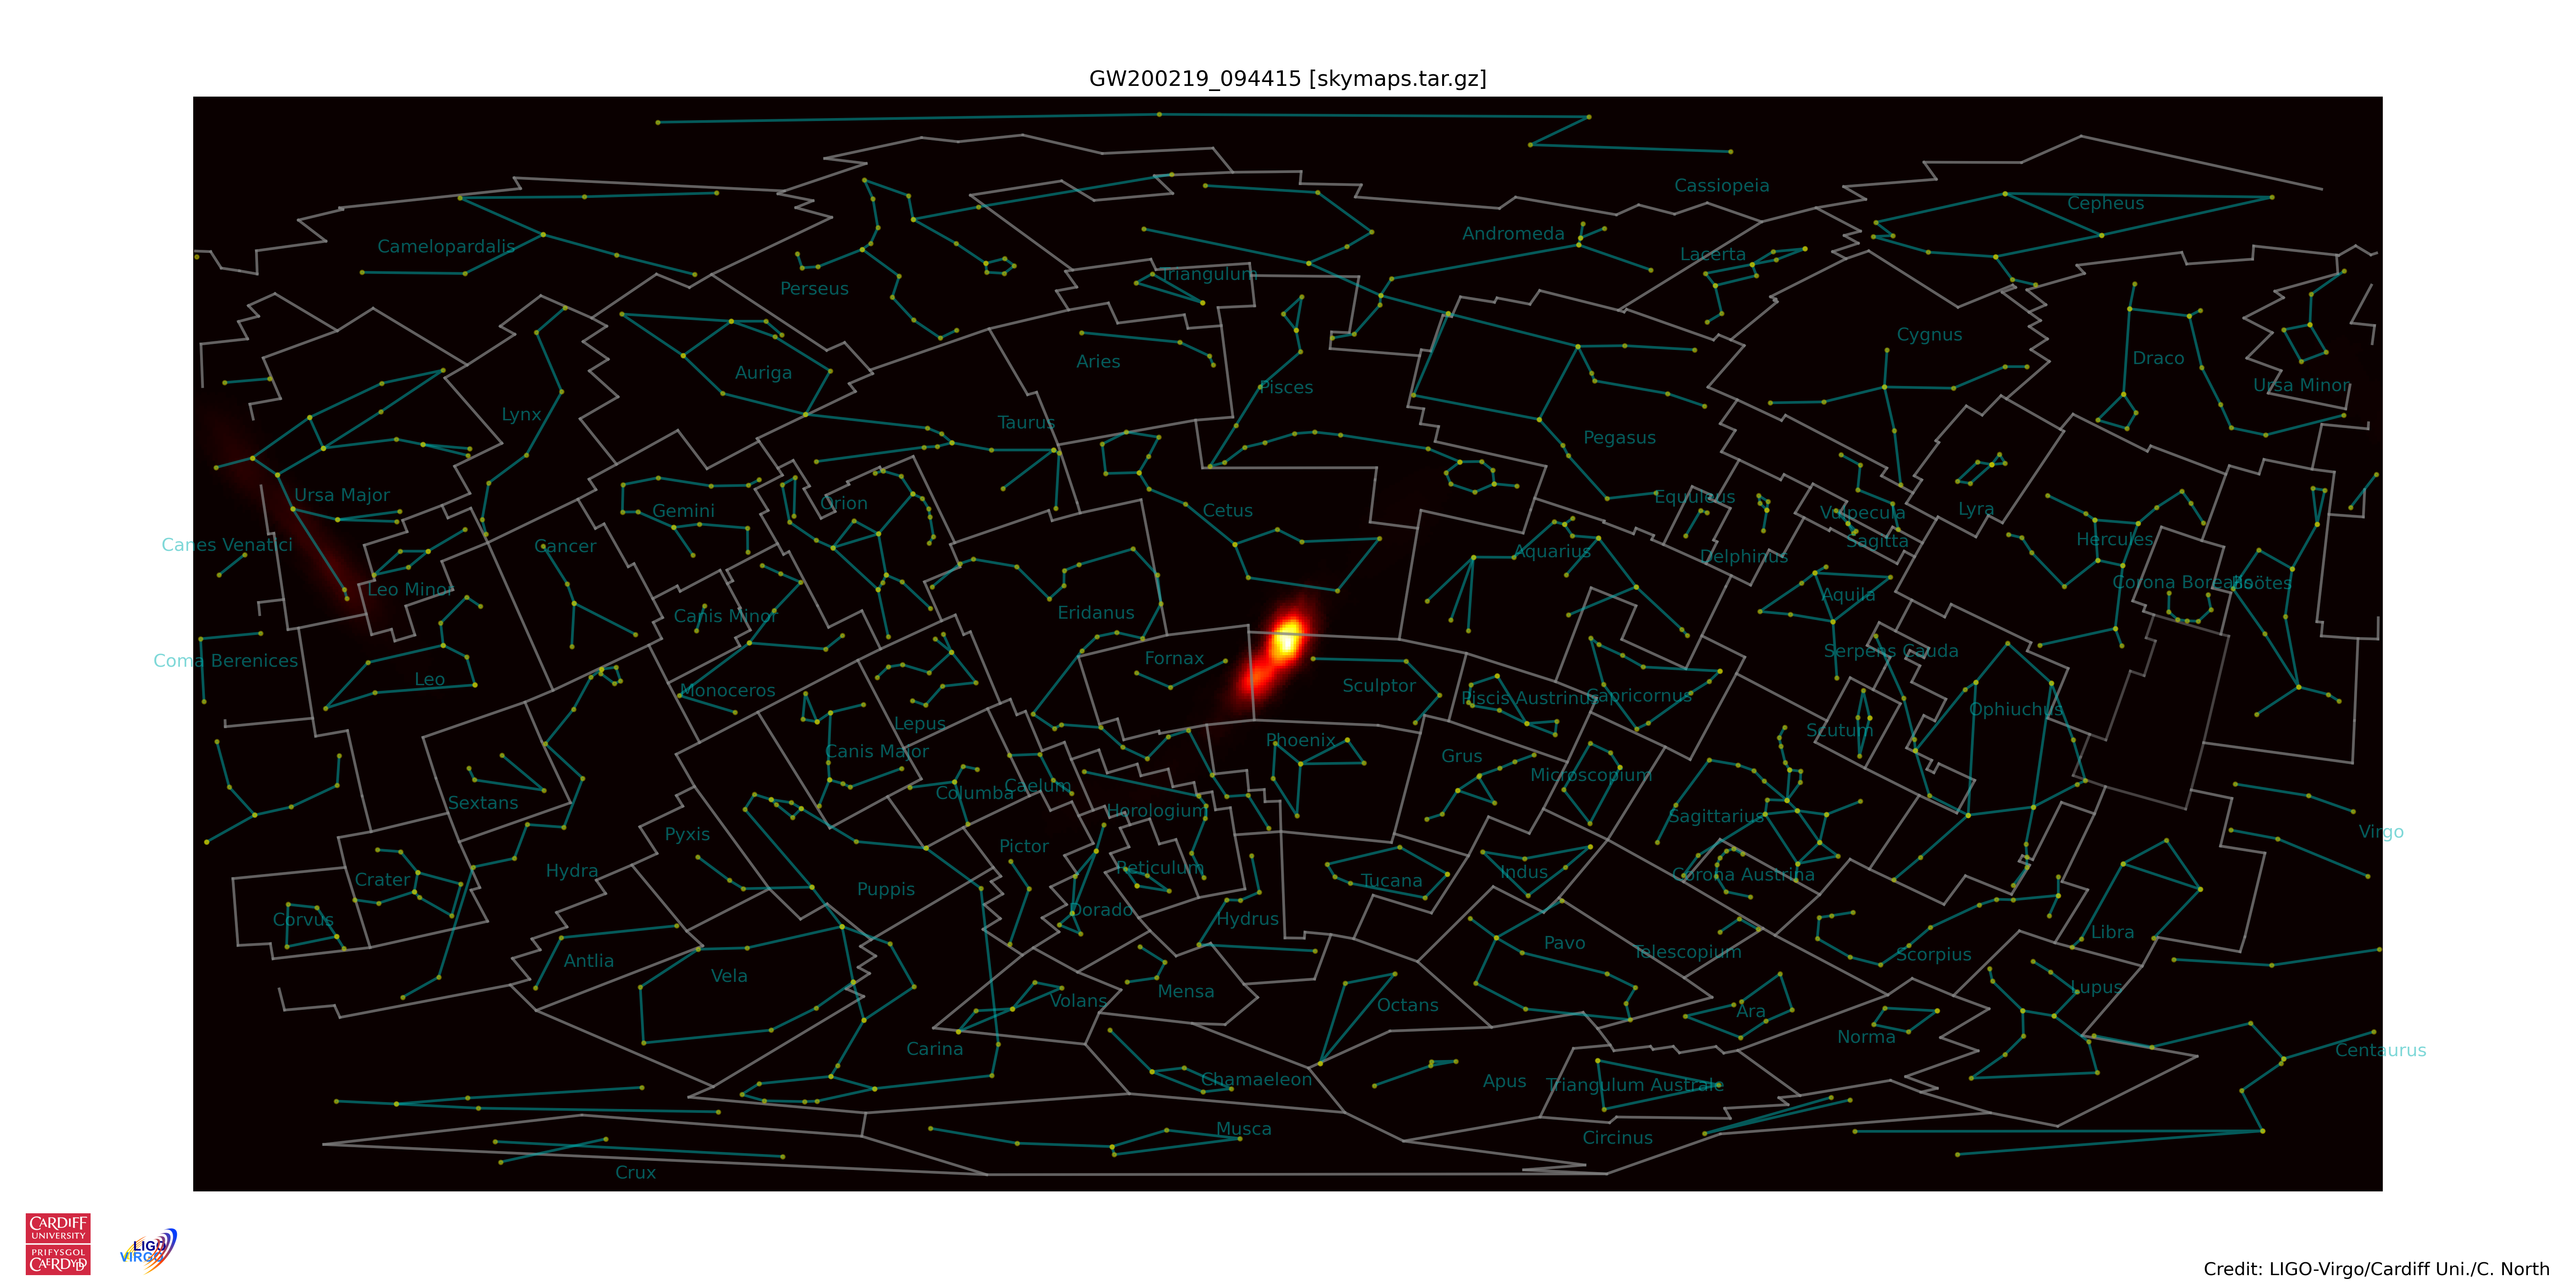 GW200219_094415 [skymaps.tar.gz]
Cassiopeia
Cepheus
Camelopardalis
Andromeda
Lacerta
Triangulum
Perseus
Cygnus
Draco
Aries
Auriga
Pisces
Ursa Minor
Lynx
Taurus
Pegasus
Ursa Major
Equuleus
Orion
Gemini
Cetus
Vulpecula
Lyra
Canes Venatici
Cancer
Aquarius
Delphinus
Sagitta
Hercules
Corona Borealis
Boötes
Leo Minor
Aquila
Canis Minor
Eridanus
Coma Berenices
Fornax
Serpens Cauda
Leo
Monoceros
Sculptor
Piscis Austrinus
Capricornus
Ophiuchus
Lepus
Scutum
Canis Major
Phoenix
Grus
Microscopium
Caelum
Columba
Sextans
Horologium
Sagittarius
Virgo
Pyxis
Pictor
Hydra
Reticulum
Indus
Corona Austrina
Crater
Puppis
Tucana
Dorado
Corvus
Hydrus
Libra
Pavo
Telescopium
Scorpius
Antlia
Vela
Mensa
Volans
Octans
Lupus
Ara
Norma
Carina
Centaurus
Chamaeleon
Apus
Triangulum Australe
Musca
Circinus
Crux
CARDIFF
UNIVERSITY
PRIFYSGOL
CAERDYDD
LIGO
VIRGO
Credit: LIGO-Virgo/Cardiff Uni./C. North